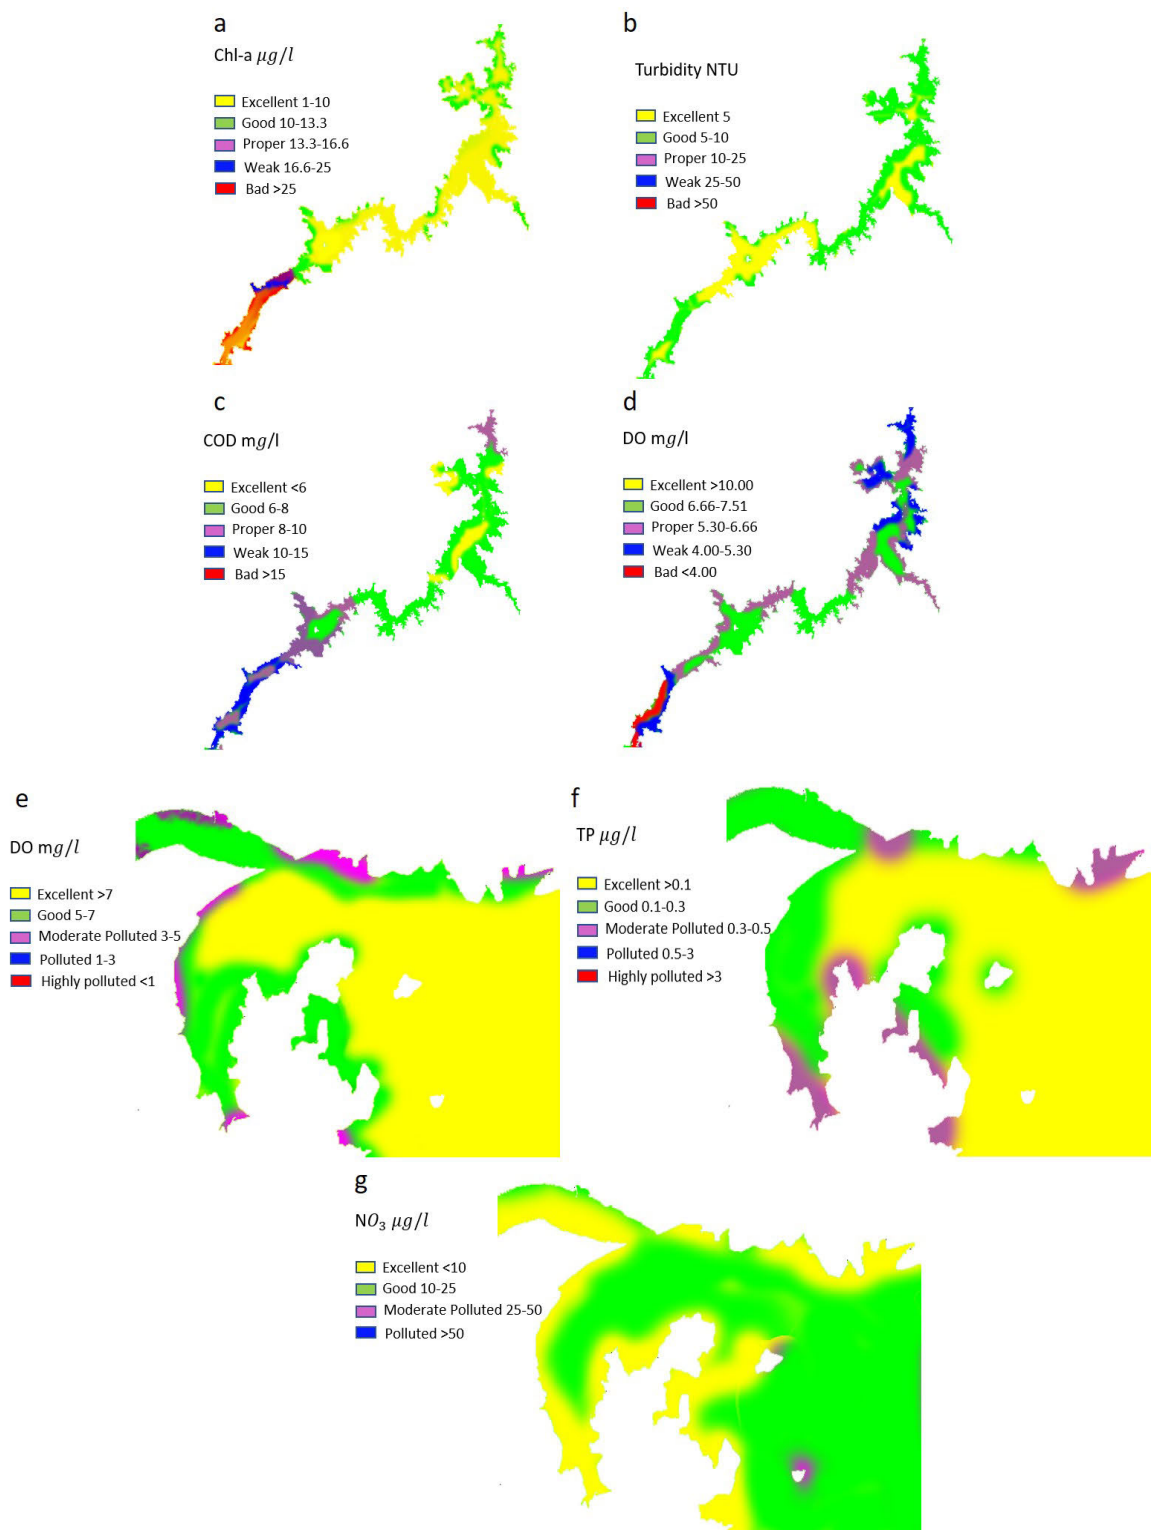 a
Chl-a μg/l
Excellent 1-10
Good 10-13.3
Proper 13.3-16.6
Weak 16.6-25
Bad >25
b
Turbidity NTU
Excellent 5
Good 5-10
Proper 10-25
Weak 25-50
Bad >50
c
COD mg/l
Excellent <6
Good 6-8
Proper 8-10
Weak 10-15
Bad >15
d
DO mg/l
Excellent >10.00
Good 6.66-7.51
Proper 5.30-6.66
Weak 4.00-5.30
Bad <4.00
e
DO mg/l
Excellent >7
Good 5-7
Moderate Polluted 3-5
Polluted 1-3
Highly polluted <1
f
TP μg/l
Excellent >0.1
Good 0.1-0.3
Moderate Polluted 0.3-0.5
Polluted 0.5-3
Highly polluted >3
g
NO₃ μg/l
Excellent <10
Good 10-25
Moderate Polluted 25-50
Polluted >50